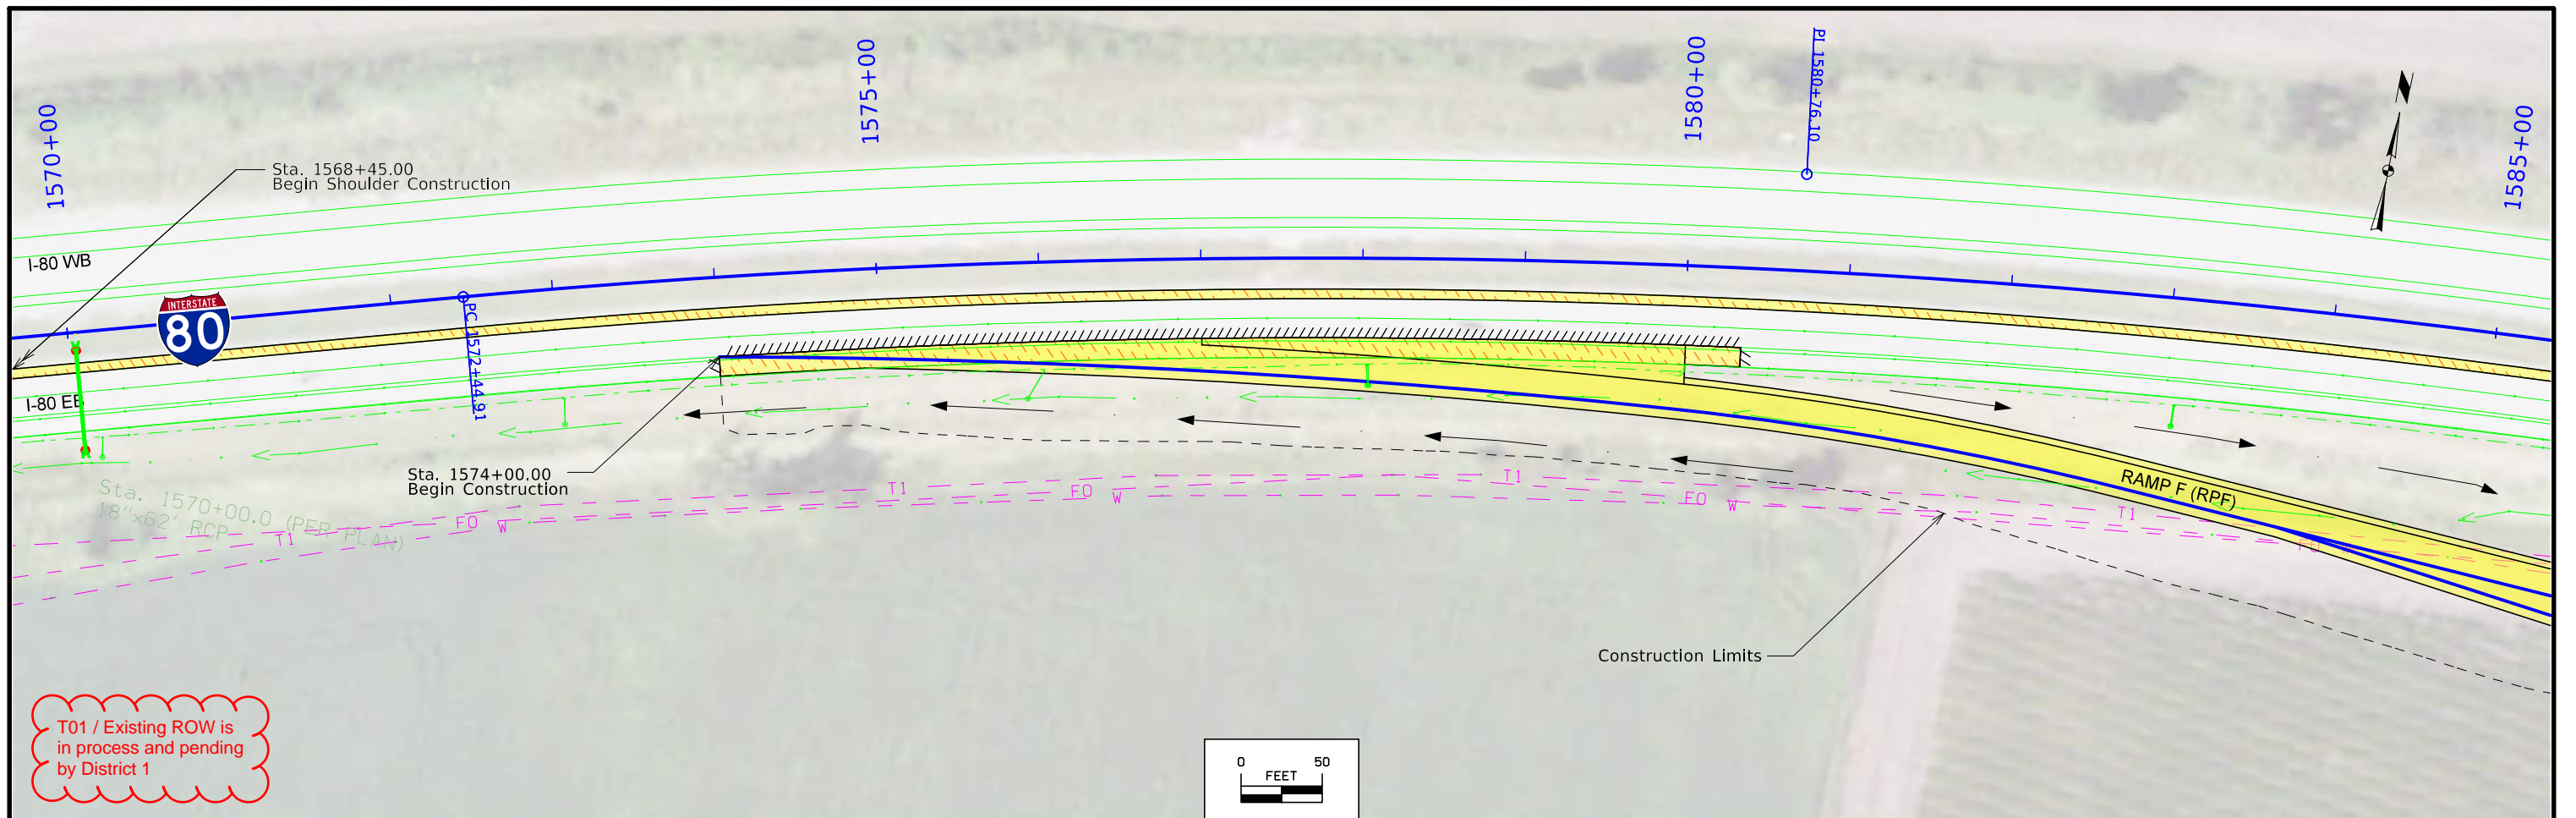 1570+00
1575+00
1580+00
PI 1580+76.10
1585+00
Sta. 1568+45.00
Begin Shoulder Construction
I-80 WB
INTERSTATE
80
PC 1572+44.91
I-80 EB
Sta. 1574+00.00
Begin Construction
Sta. 1570+00.0 (PER PLAN)
18"x62' RCP
T1
FO
W
T1
FO
W
T1
FO
W
T1
FO
RAMP F (RPF)
Construction Limits
T01 / Existing ROW is
in process and pending
by District 1
0 50
FEET